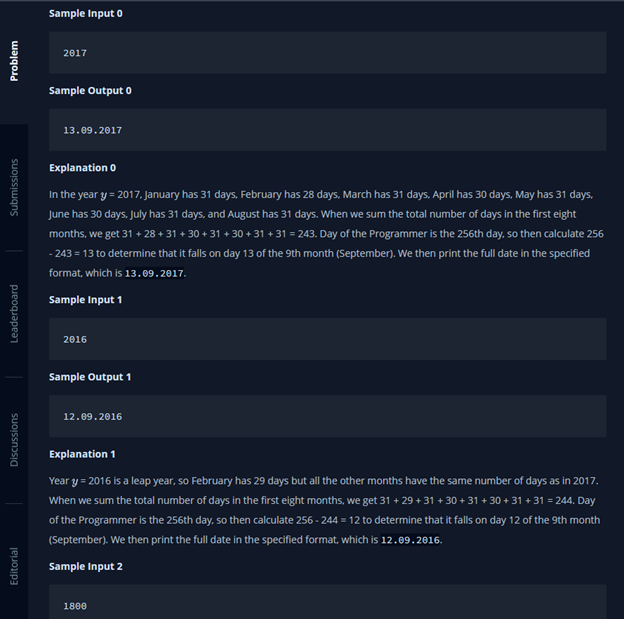 Problem
Submissions
Leaderboard
Discussions
Editorial
Sample Input 0
2017
Sample Output 0
13.09.2017
Explanation 0
In the year y = 2017, January has 31 days, February has 28 days, March has 31 days, April has 30 days, May has 31 days,
June has 30 days, July has 31 days, and August has 31 days. When we sum the total number of days in the first eight
months, we get 31 + 28 + 31 + 30 + 31 + 30 + 31 + 31 = 243. Day of the Programmer is the 256th day, so then calculate 256
- 243 = 13 to determine that it falls on day 13 of the 9th month (September). We then print the full date in the specified
format, which is 13.09.2017.
Sample Input 1
2016
Sample Output 1
12.09.2016
Explanation 1
Year y = 2016 is a leap year, so February has 29 days but all the other months have the same number of days as in 2017.
When we sum the total number of days in the first eight months, we get 31 + 29 + 31 + 30 + 31 + 30 + 31 + 31 = 244. Day
of the Programmer is the 256th day, so then calculate 256 - 244 = 12 to determine that it falls on day 12 of the 9th month
(September). We then print the full date in the specified format, which is 12.09.2016.
Sample Input 2
1800